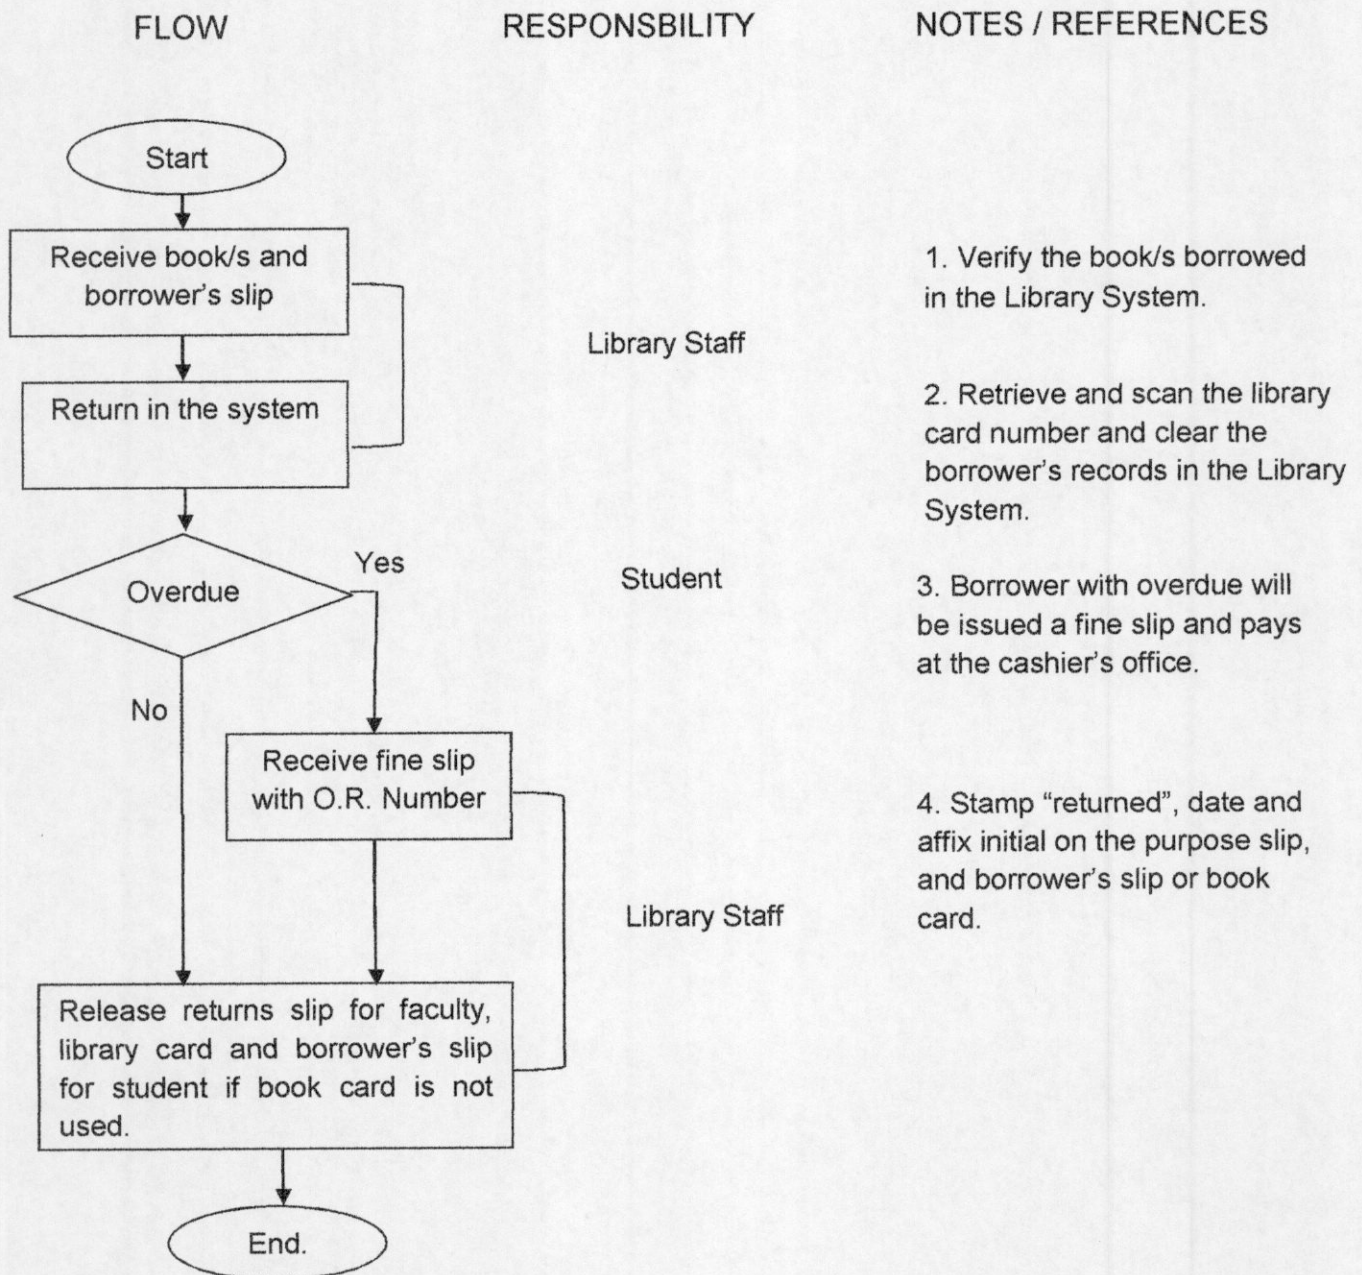 FLOW
RESPONSBILITY
NOTES / REFERENCES
Start
Receive book/s and
borrower's slip
1. Verify the book/s borrowed
in the Library System.
Library Staff
Return in the system
2. Retrieve and scan the library
card number and clear the
borrower's records in the Library
System.
Overdue
Yes
No
Student
3. Borrower with overdue will
be issued a fine slip and pays
at the cashier's office.
Receive fine slip
with O.R. Number
4. Stamp “returned”, date and
affix initial on the purpose slip,
and borrower's slip or book
card.
Library Staff
Release returns slip for faculty,
library card and borrower's slip
for student if book card is not
used.
End.